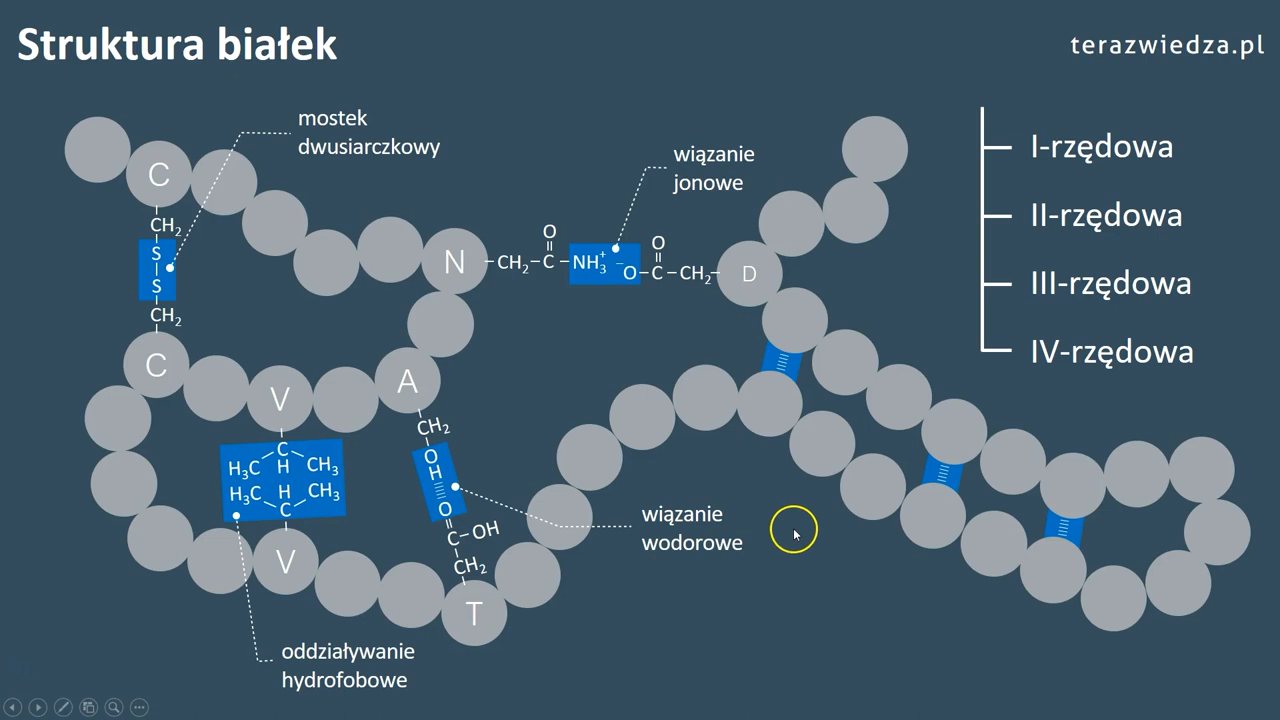 Struktura białek
terazwiedza.pl
mostek
dwusiarczkowy
wiązanie
jonowe
I-rzędowa
II-rzędowa
III-rzędowa
IV-rzędowa
C
CH₂
S
S
CH₂
C
N
CH₂
C
O
NH₃⁺
⁻O
C
O
CH₂
D
V
C
H
H₃C
CH₃
H₃C
CH₃
H
C
V
A
CH₂
O
H
O
C
OH
CH₂
T
wiązanie
wodorowe
oddziaływanie
hydrofobowe